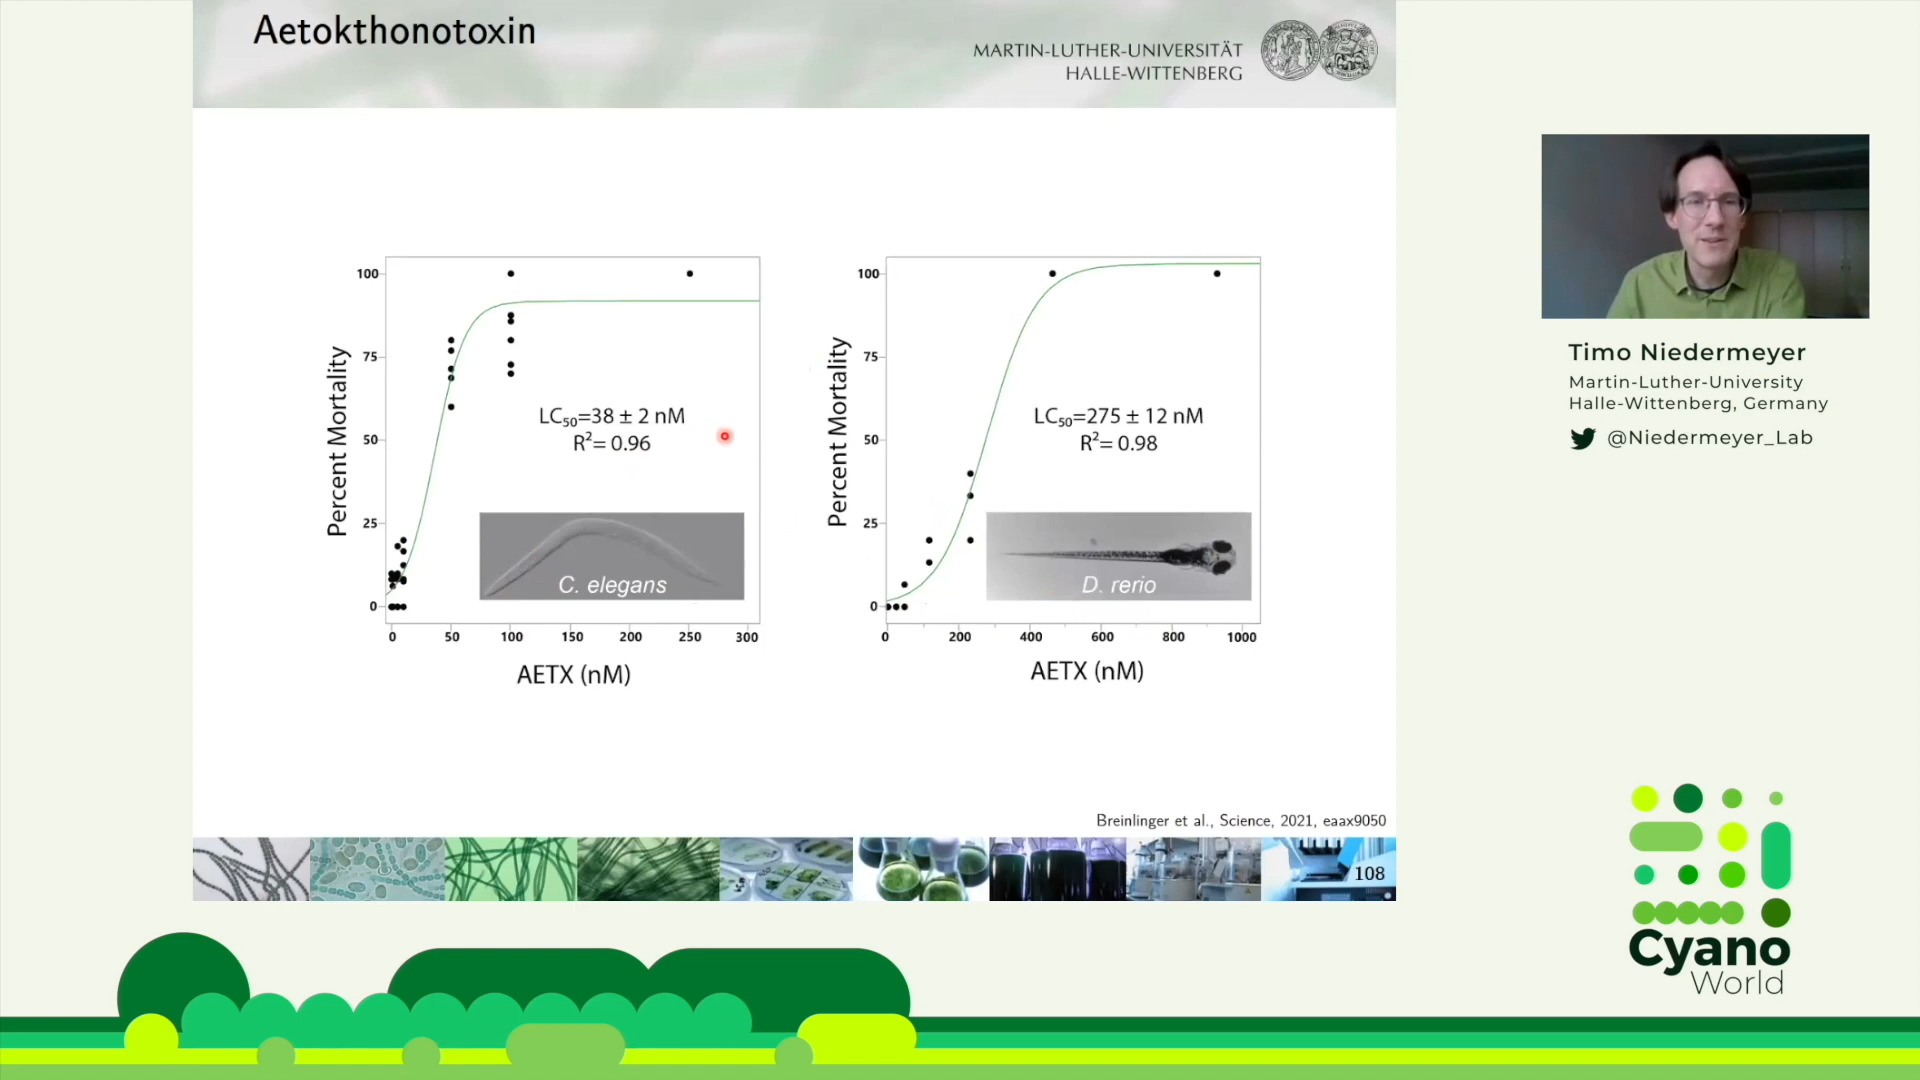 Aetokthonotoxin
MARTIN-LUTHER-UNIVERSITÄT
HALLE-WITTENBERG
100
75
50
25
0
Percent Mortality
LC50=38 ± 2 nM
R²= 0.96
C. elegans
0 50 100 150 200 250 300
AETX (nM)
100
75
50
25
0
Percent Mortality
LC50=275 ± 12 nM
R²= 0.98
D. rerio
0 200 400 600 800 1000
AETX (nM)
Breinlinger et al., Science, 2021, eaax9050
108
Timo Niedermeyer
Martin-Luther-University
Halle-Wittenberg, Germany
@Niedermeyer_Lab
Cyano
World